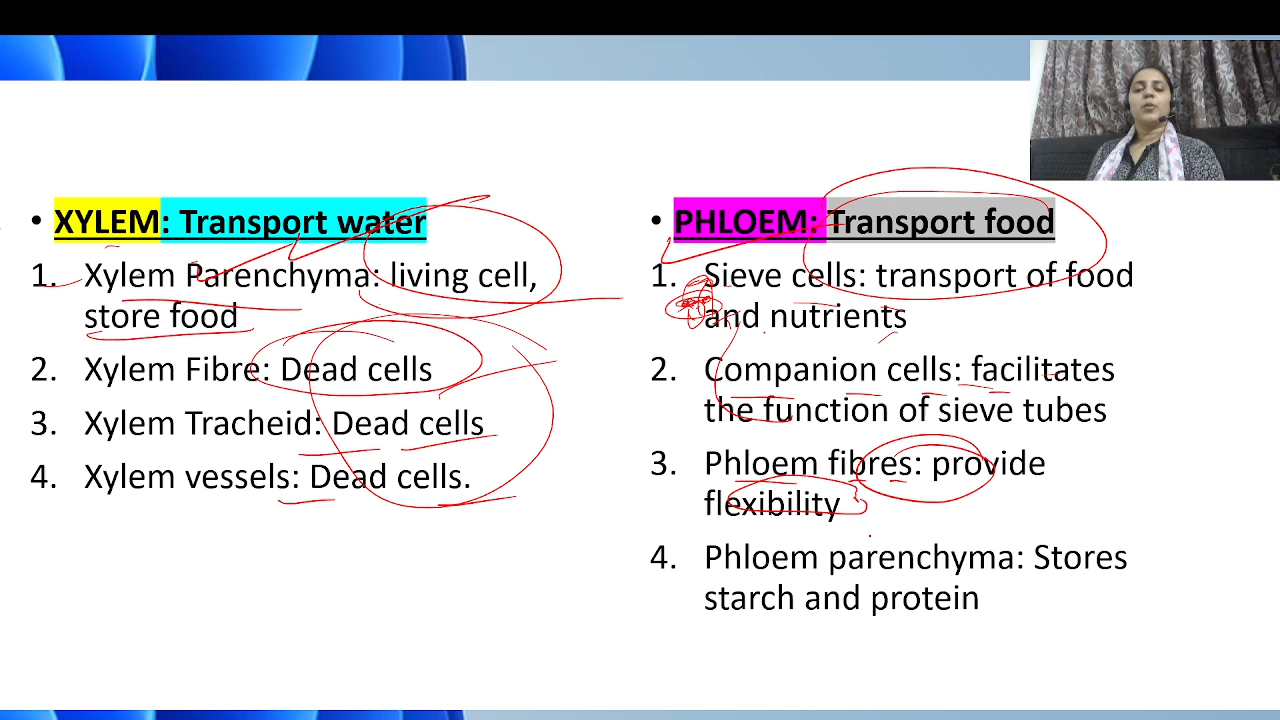 • XYLEM: Transport water
1. Xylem Parenchyma: living cell,
store food
2. Xylem Fibre: Dead cells
3. Xylem Tracheid: Dead cells
4. Xylem vessels: Dead cells.
• PHLOEM: Transport food
1. Sieve cells: transport of food
and nutrients
2. Companion cells: facilitates
the function of sieve tubes
3. Phloem fibres: provide
flexibility
4. Phloem parenchyma: Stores
starch and protein